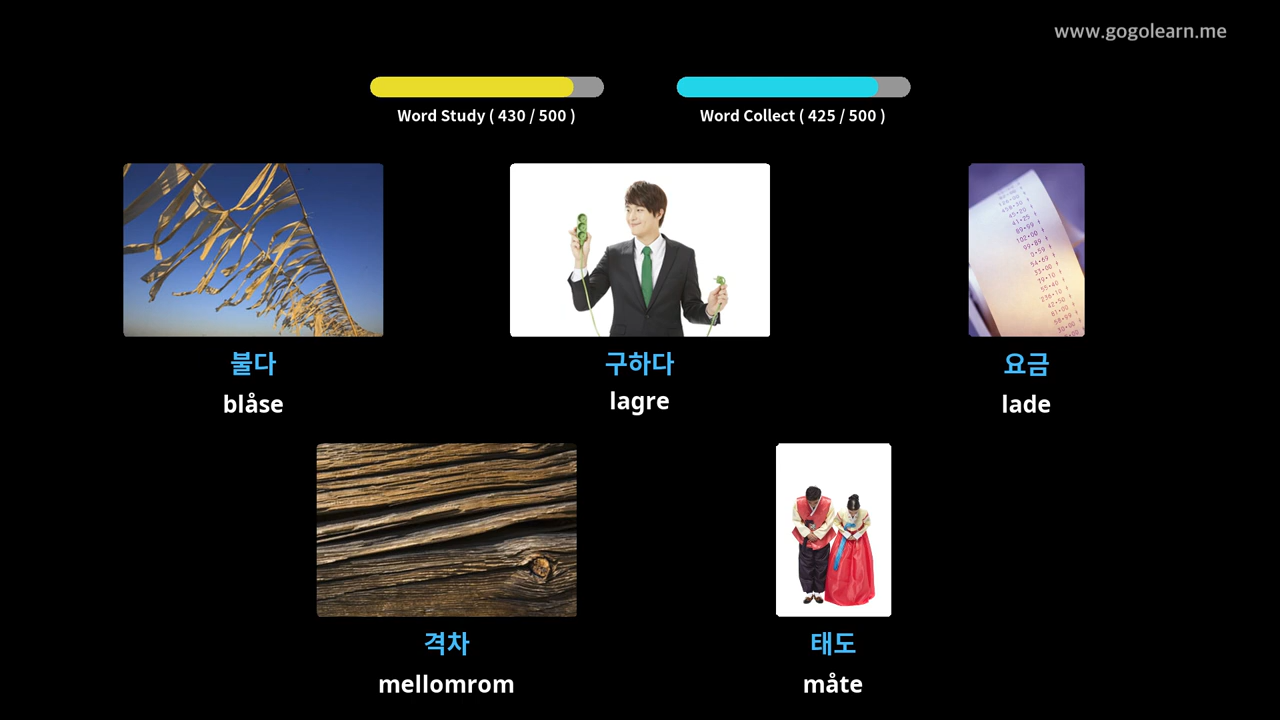 www.gogolearn.me
Word Study ( 430 / 500 )
Word Collect ( 425 / 500 )
불다
blåse
구하다
lagre
요금
lade
격차
mellomrom
태도
måte